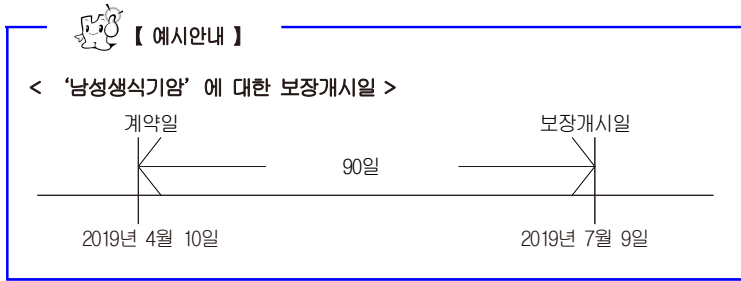 【 예시안내 】
< ‘남성생식기암’ 에 대한 보장개시일 >
계약일 보장개시일
90일
2019년 4월 10일 2019년 7월 9일